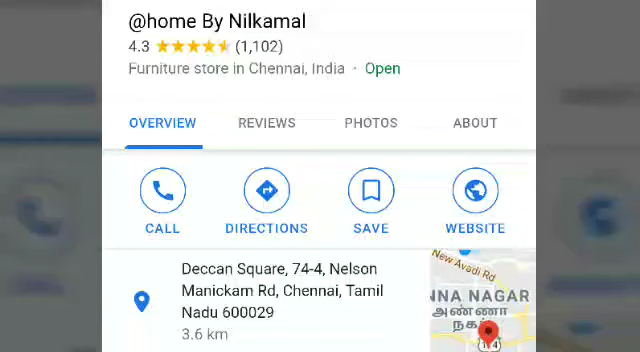 @home By Nilkamal
4.3 (1,102)
Furniture store in Chennai, India · Open
OVERVIEW REVIEWS PHOTOS ABOUT
CALL DIRECTIONS SAVE WEBSITE
Deccan Square, 74-4, Nelson
Manickam Rd, Chennai, Tamil
Nadu 600029
3.6 km
New Avadi Rd
NNA NAGAR
அண்ணா
நகர்